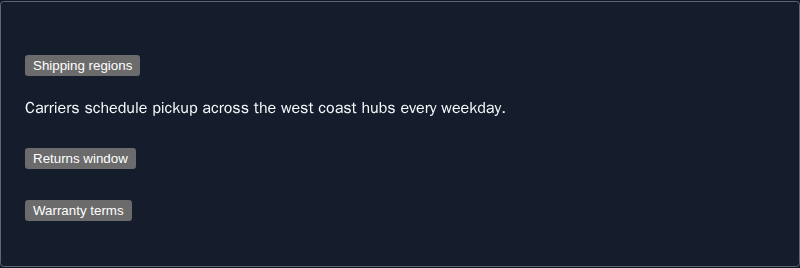 Shipping regions
Carriers schedule pickup across the west coast hubs every weekday.
Returns window
Warranty terms